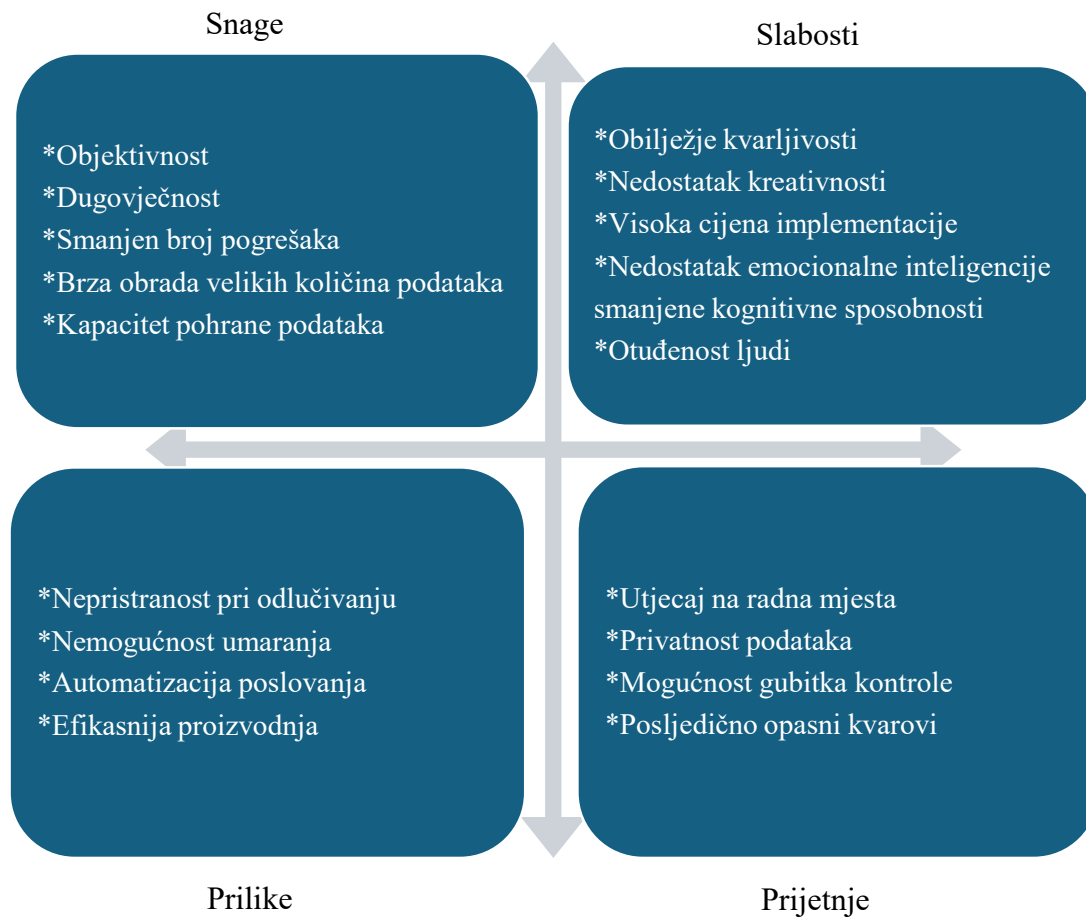 Snage
*Objektivnost
*Dugovječnost
*Smanjen broj pogrešaka
*Brza obrada velikih količina podataka
*Kapacitet pohrane podataka
Slabosti
*Obilježje kvarljivosti
*Nedostatak kreativnosti
*Visoka cijena implementacije
*Nedostatak emocionalne inteligencije
smanjene kognitivne sposobnosti
*Otuđenost ljudi
*Nepristranost pri odlučivanju
*Nemogućnost umaranja
*Automatizacija poslovanja
*Efikasnija proizvodnja
Prilike
*Utjecaj na radna mjesta
*Privatnost podataka
*Mogućnost gubitka kontrole
*Posljedično opasni kvarovi
Prijetnje